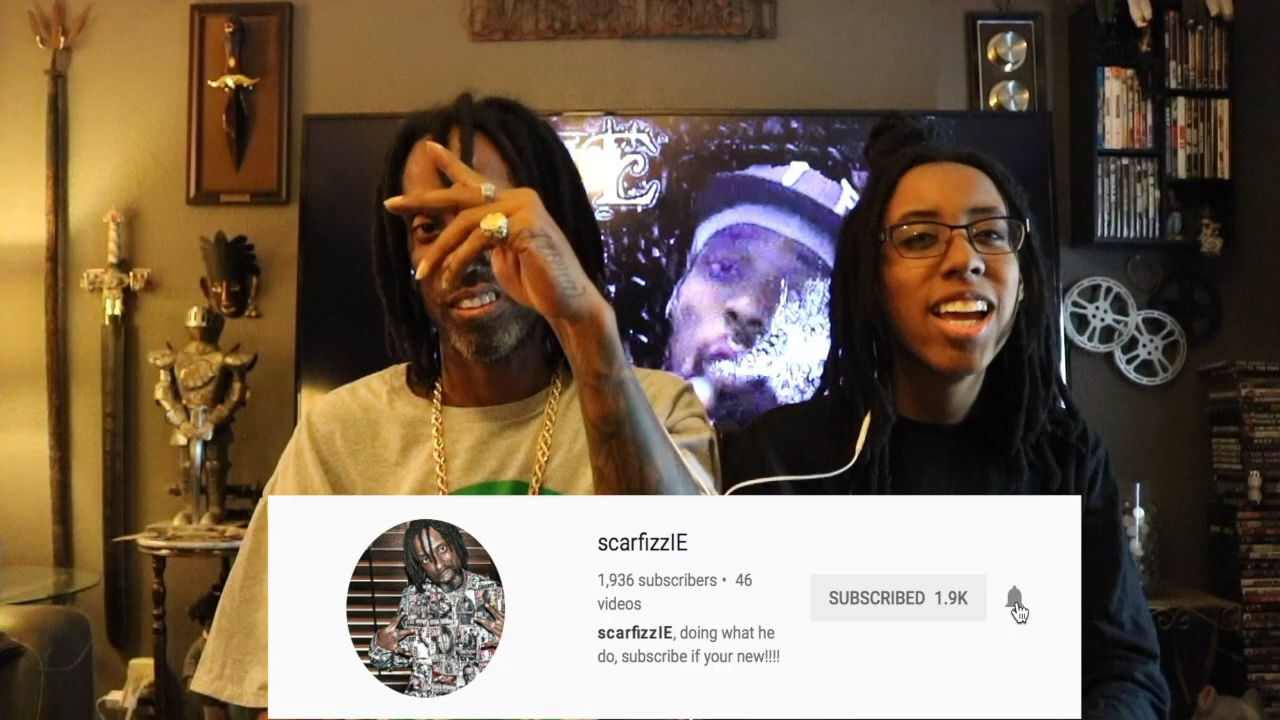 scarfizzIE
1,936 subscribers • 46
videos
SUBSCRIBED 1.9K
scarfizzIE, doing what he
do, subscribe if your new!!!!